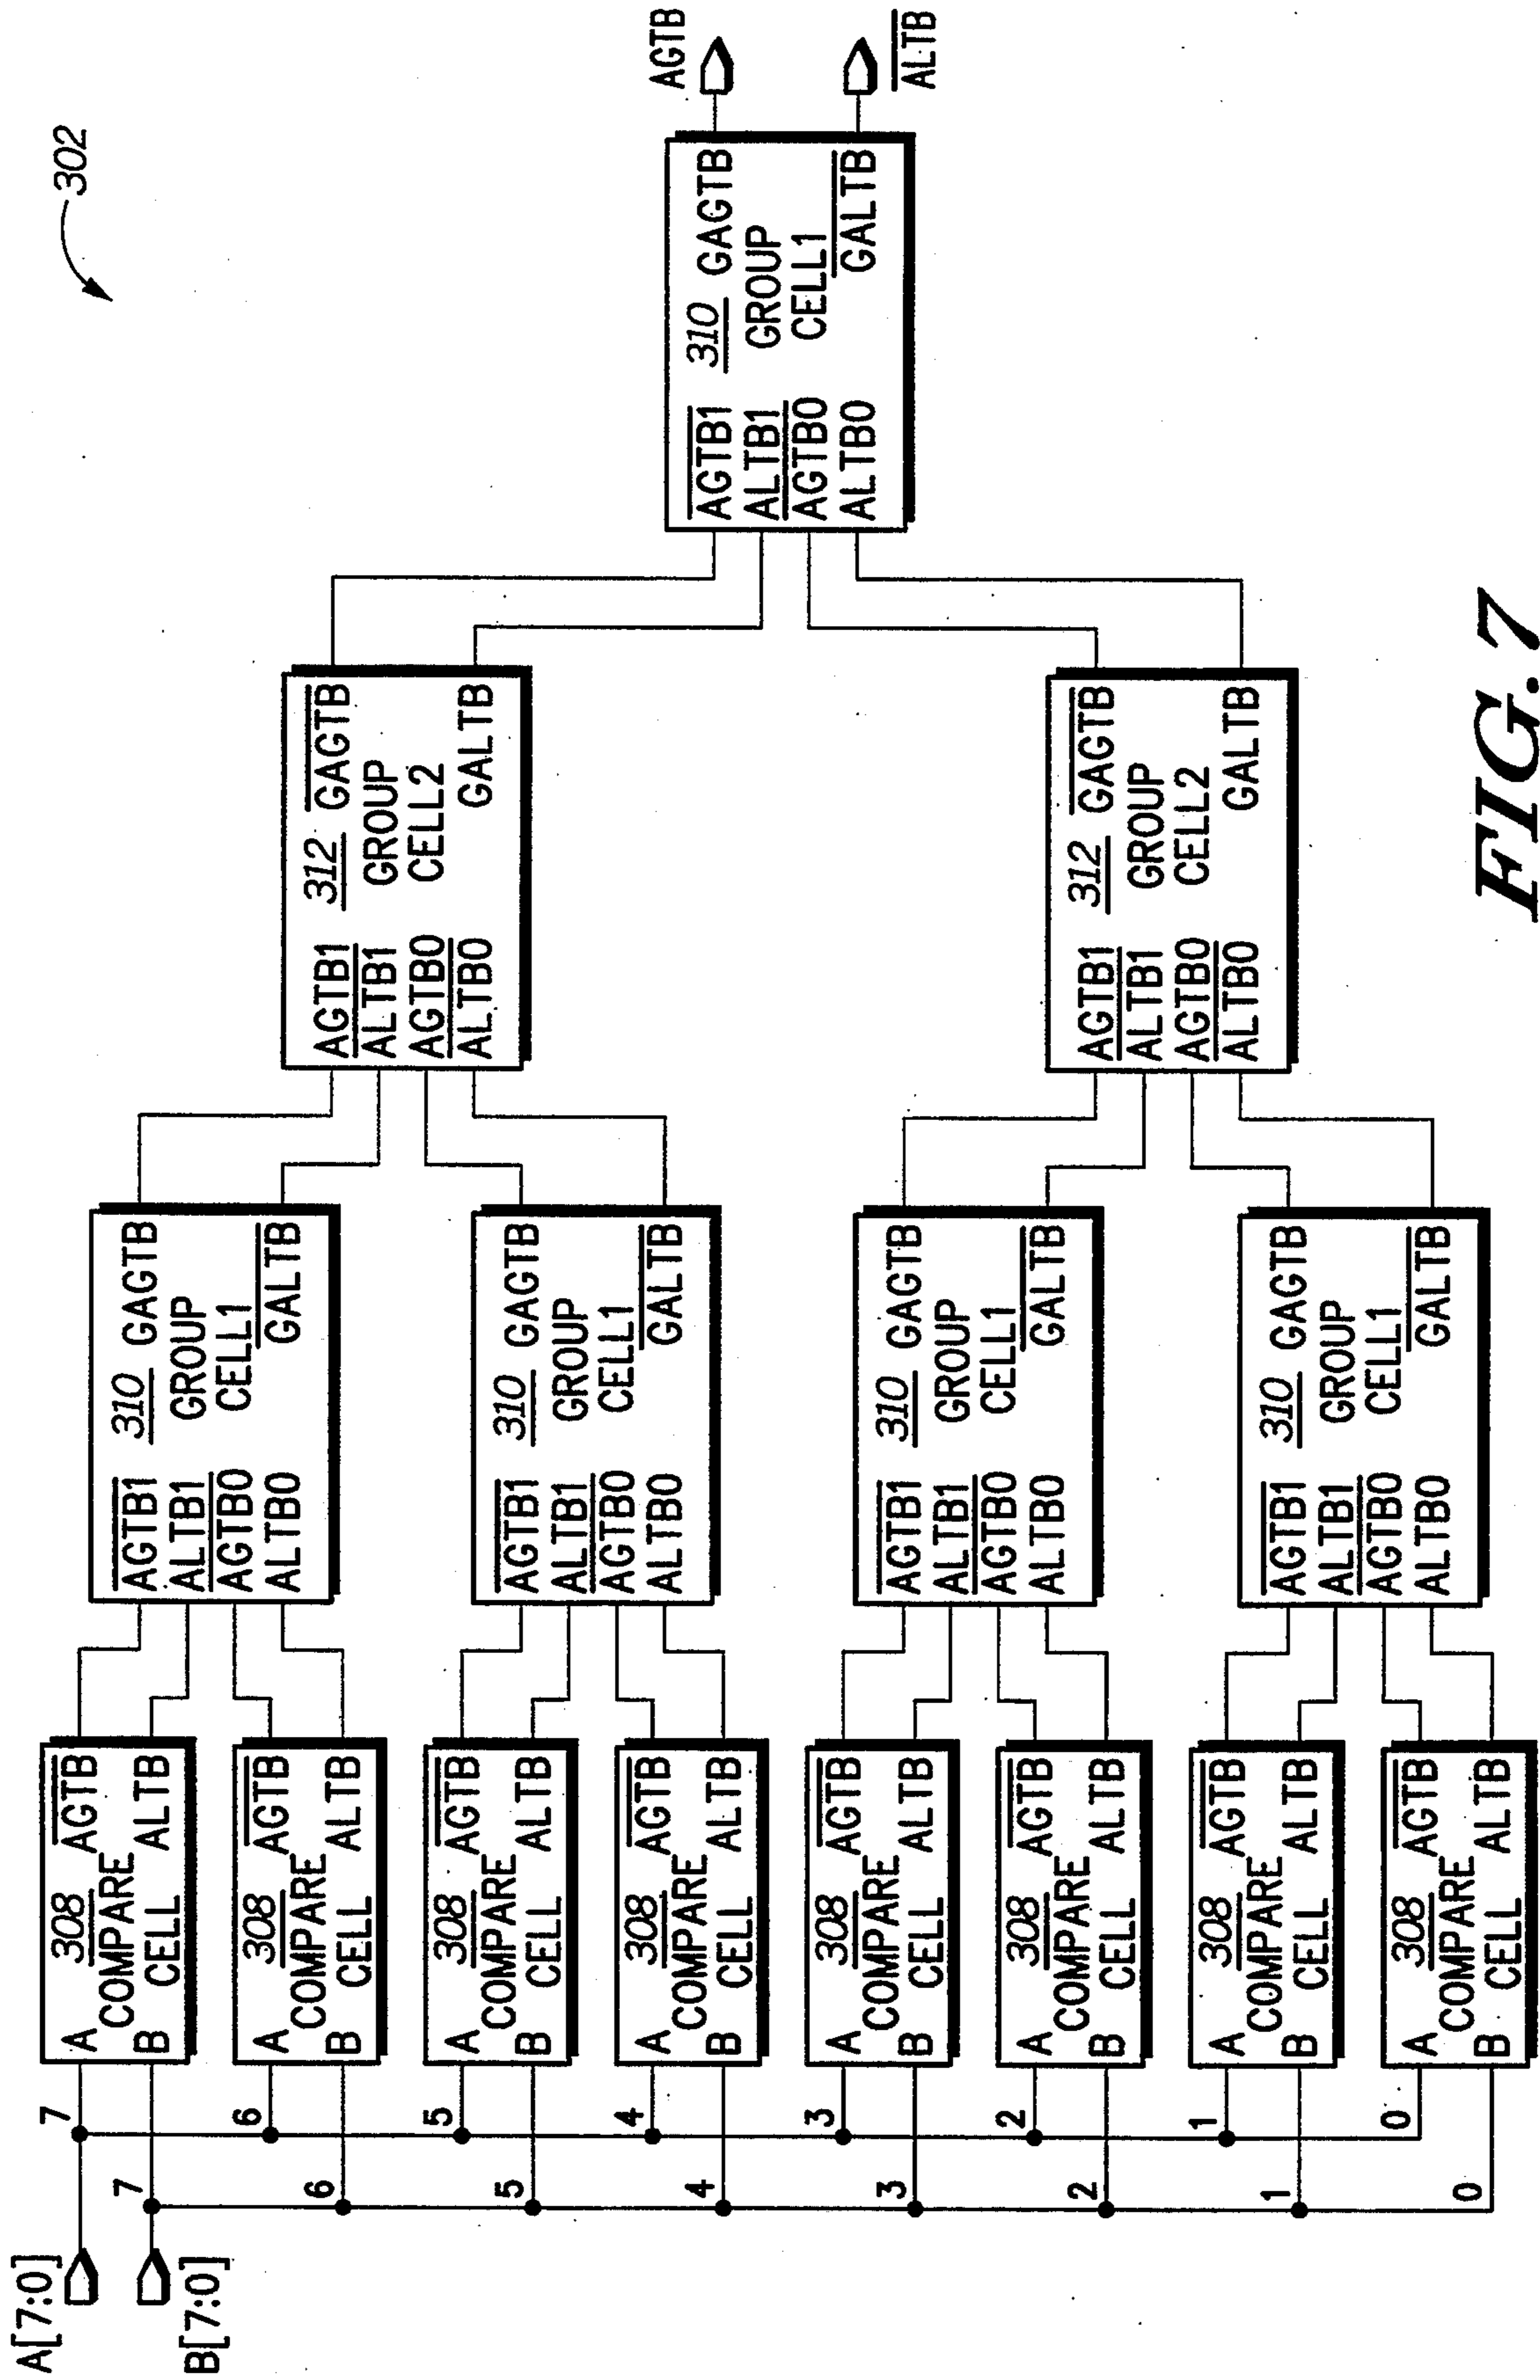 302
A[7:0]
B[7:0]
7
7
6
6
5
5
4
4
3
3
2
2
1
1
0
0
308
A AGTB
COMPARE
B CELL ALTB
308
A AGTB
COMPARE
B CELL ALTB
308
A AGTB
COMPARE
B CELL ALTB
308
A AGTB
COMPARE
B CELL ALTB
308
A AGTB
COMPARE
B CELL ALTB
308
A AGTB
COMPARE
B CELL ALTB
308
A AGTB
COMPARE
B CELL ALTB
308
A AGTB
COMPARE
B CELL ALTB
AGTB1 310 GAGTB
ALTB1 GROUP
AGTB0 CELL1
ALTB0 GALTB
AGTB1 310 GAGTB
ALTB1 GROUP
AGTB0 CELL1
ALTB0 GALTB
AGTB1 310 GAGTB
ALTB1 GROUP
AGTB0 CELL1
ALTB0 GALTB
AGTB1 310 GAGTB
ALTB1 GROUP
AGTB0 CELL1
ALTB0 GALTB
AGTB1 312 GAGTB
ALTB1 GROUP
AGTB0 CELL2
ALTB0 GALTB
AGTB1 312 GAGTB
ALTB1 GROUP
AGTB0 CELL2
ALTB0 GALTB
AGTB1 310 GAGTB
ALTB1 GROUP
AGTB0 CELL1
ALTB0 GALTB
AGTB
ALTB
FIG. 7